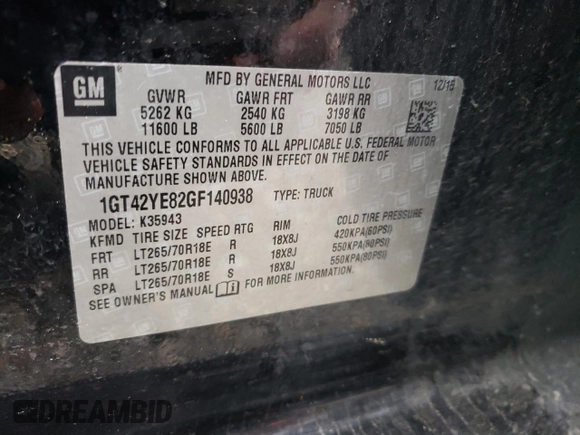 GM
MFD BY GENERAL MOTORS LLC
12/15
GVWR GAWR FRT GAWR RR
5262 KG 2540 KG 3198 KG
11600 LB 5600 LB 7050 LB
THIS VEHICLE CONFORMS TO ALL APPLICABLE U.S. FEDERAL MOTOR
VEHICLE SAFETY STANDARDS IN EFFECT ON THE DATE OF
MANUFACTURE SHOWN ABOVE.
1GT42YE82GF140938 TYPE: TRUCK
MODEL: K35943
KFMD TIRE SIZE SPEED RTG RIM COLD TIRE PRESSURE
FRT LT265/70R18E R 18X8J 420KPA(60PSI)
RR LT265/70R18E R 18X8J 550KPA(80PSI)
SPA LT265/70R18E S 18X8J 550KPA(80PSI)
SEE OWNER'S MANUAL FOR MORE INFORMATION.
DREAMBID